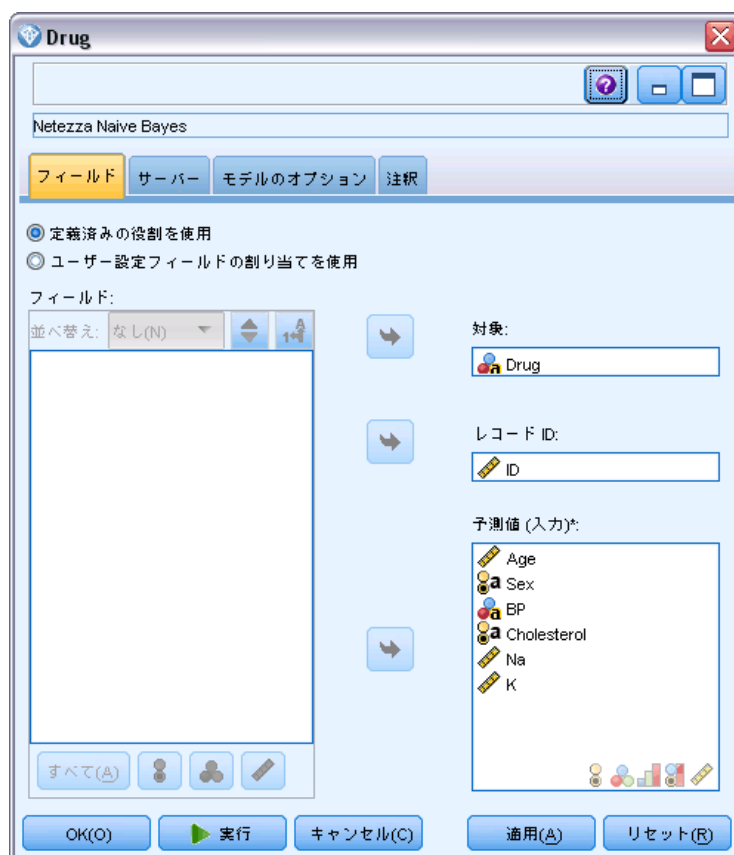 Drug
Netezza Naive Bayes
フィールド サーバー モデルのオプション 注釈
定義済みの役割を使用
ユーザー設定フィールドの割り当てを使用
フィールド:
並べ替え: なし(N)
対象:
Drug
レコード ID:
ID
予測値 (入力)*:
Age
Sex
BP
Cholesterol
Na
K
すべて(A)
OK(O) 実行 キャンセル(C) 適用(A) リセット(R)